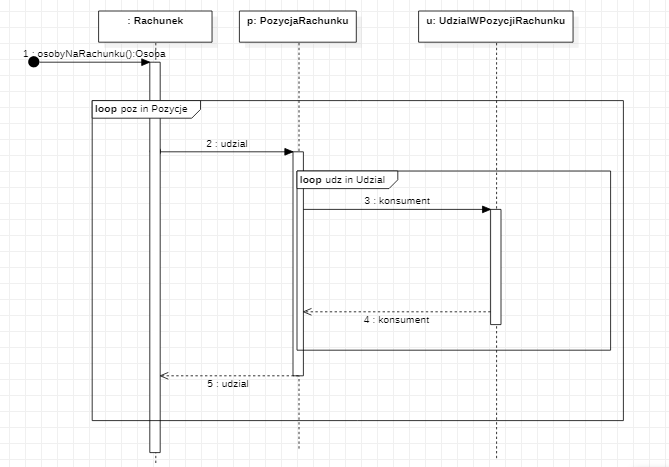 : Rachunek
p: PozycjaRachunku
u: UdzialWPozycjiRachunku
1 : osobyNaRachunku():Osoba
loop poz in Pozycje
2 : udzial
loop udz in Udzial
3 : konsument
4 : konsument
5 : udzial